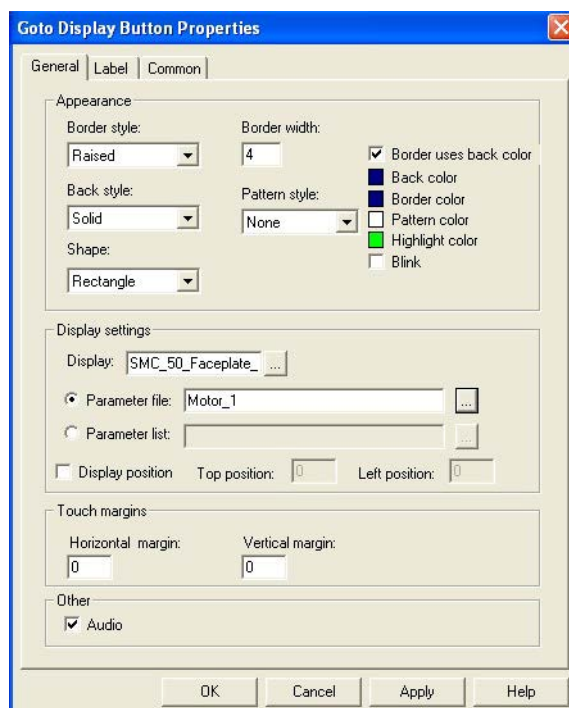 Goto Display Button Properties
General Label Common
Appearance
Border style: Border width:
Raised 4 Border uses back color
Back color
Back style: Pattern style: Border color
Solid None Pattern color
Highlight color
Shape: Blink
Rectangle
Display settings
Display: SMC_50_Faceplate_ ...
Parameter file: Motor_1 ...
Parameter list: ...
Display position Top position: 0 Left position: 0
Touch margins
Horizontal margin: Vertical margin:
0 0
Other
Audio
OK Cancel Apply Help